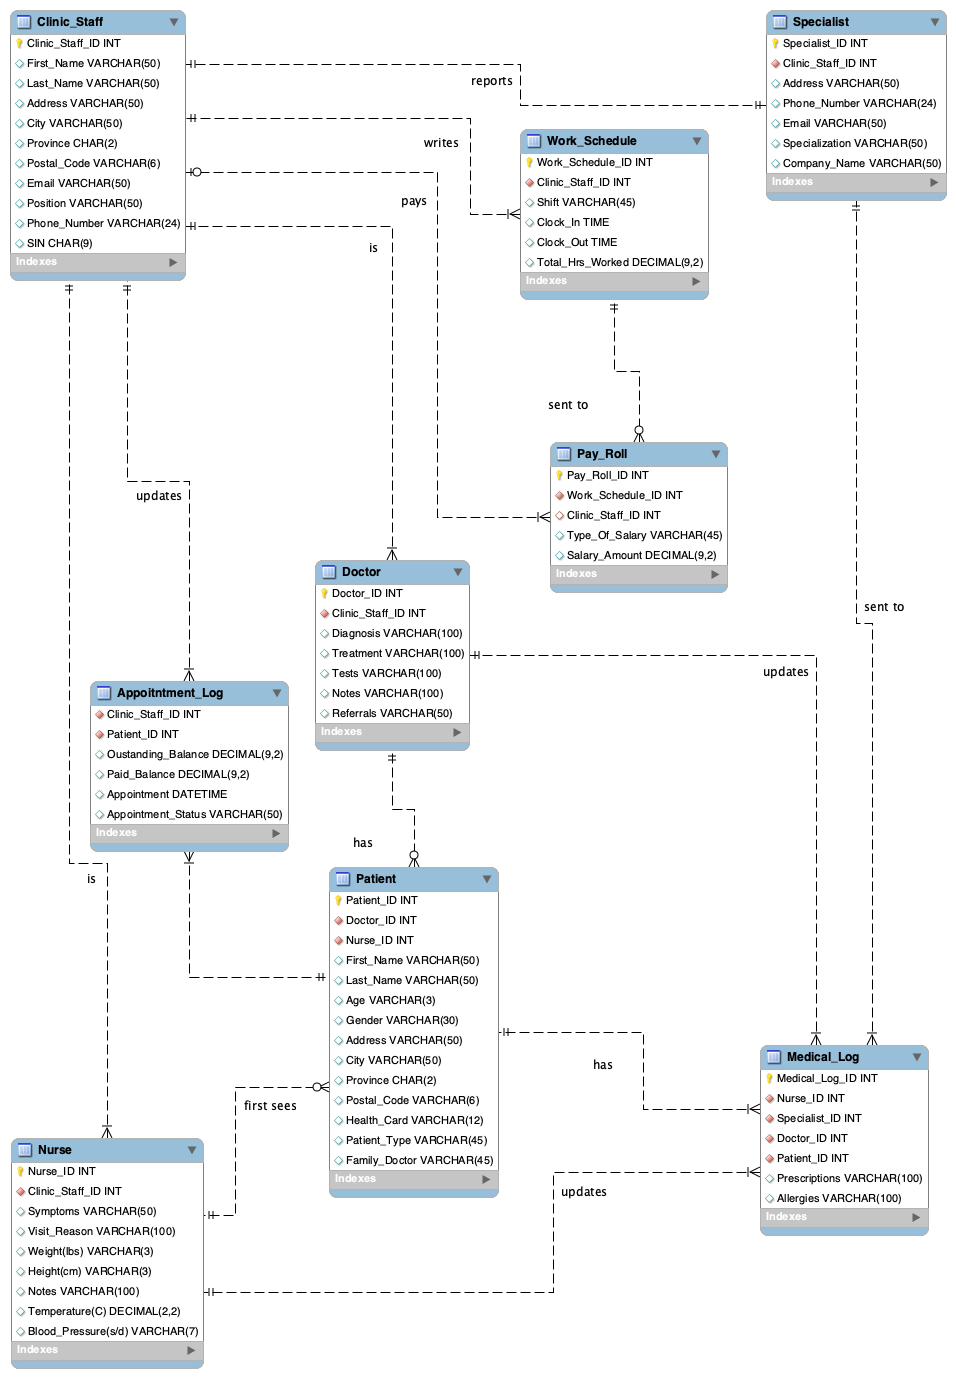 Clinic_Staff
Clinic_Staff_ID INT
First_Name VARCHAR(50)
Last_Name VARCHAR(50)
Address VARCHAR(50)
City VARCHAR(50)
Province CHAR(2)
Postal_Code VARCHAR(6)
Email VARCHAR(50)
Position VARCHAR(50)
Phone_Number VARCHAR(24)
SIN CHAR(9)
Indexes
reports
writes
pays
is
Specialist
Specialist_ID INT
Clinic_Staff_ID INT
Address VARCHAR(50)
Phone_Number VARCHAR(24)
Email VARCHAR(50)
Specialization VARCHAR(50)
Company_Name VARCHAR(50)
Indexes
Work_Schedule
Work_Schedule_ID INT
Clinic_Staff_ID INT
Shift VARCHAR(45)
Clock_In TIME
Clock_Out TIME
Total_Hrs_Worked DECIMAL(9,2)
Indexes
sent to
Pay_Roll
Pay_Roll_ID INT
Work_Schedule_ID INT
Clinic_Staff_ID INT
Type_Of_Salary VARCHAR(45)
Salary_Amount DECIMAL(9,2)
Indexes
updates
sent to
Doctor
Doctor_ID INT
Clinic_Staff_ID INT
Diagnosis VARCHAR(100)
Treatment VARCHAR(100)
Tests VARCHAR(100)
Notes VARCHAR(100)
Referrals VARCHAR(50)
Indexes
updates
Appoitntment_Log
Clinic_Staff_ID INT
Patient_ID INT
Oustanding_Balance DECIMAL(9,2)
Paid_Balance DECIMAL(9,2)
Appointment DATETIME
Appointment_Status VARCHAR(50)
Indexes
has
is
Patient
Patient_ID INT
Doctor_ID INT
Nurse_ID INT
First_Name VARCHAR(50)
Last_Name VARCHAR(50)
Age VARCHAR(3)
Gender VARCHAR(30)
Address VARCHAR(50)
City VARCHAR(50)
Province CHAR(2)
Postal_Code VARCHAR(6)
Health_Card VARCHAR(12)
Patient_Type VARCHAR(45)
Family_Doctor VARCHAR(45)
Indexes
has
first sees
updates
Medical_Log
Medical_Log_ID INT
Nurse_ID INT
Specialist_ID INT
Doctor_ID INT
Patient_ID INT
Prescriptions VARCHAR(100)
Allergies VARCHAR(100)
Indexes
Nurse
Nurse_ID INT
Clinic_Staff_ID INT
Symptoms VARCHAR(50)
Visit_Reason VARCHAR(100)
Weight(lbs) VARCHAR(3)
Height(cm) VARCHAR(3)
Notes VARCHAR(100)
Temperature(C) DECIMAL(2,2)
Blood_Pressure(s/d) VARCHAR(7)
Indexes